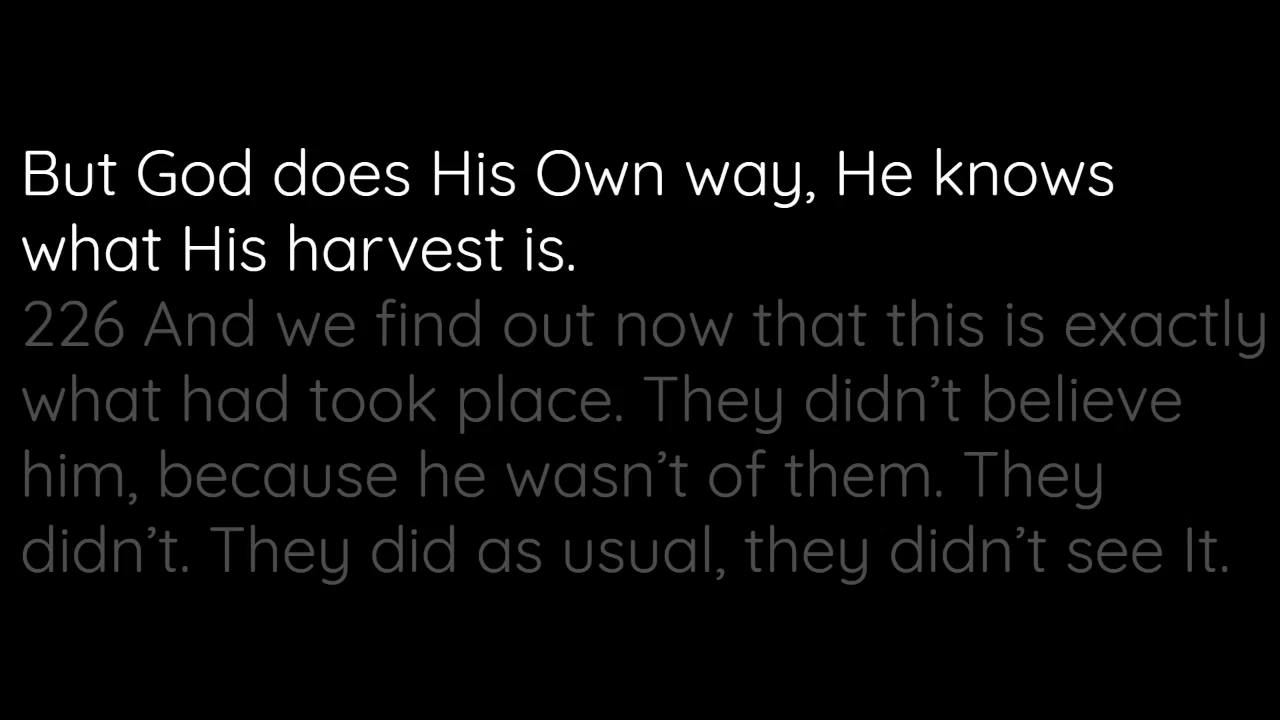 But God does His Own way, He knows
what His harvest is.
226 And we find out now that this is exactly
what had took place. They didn’t believe
him, because he wasn’t of them. They
didn’t. They did as usual, they didn’t see It.